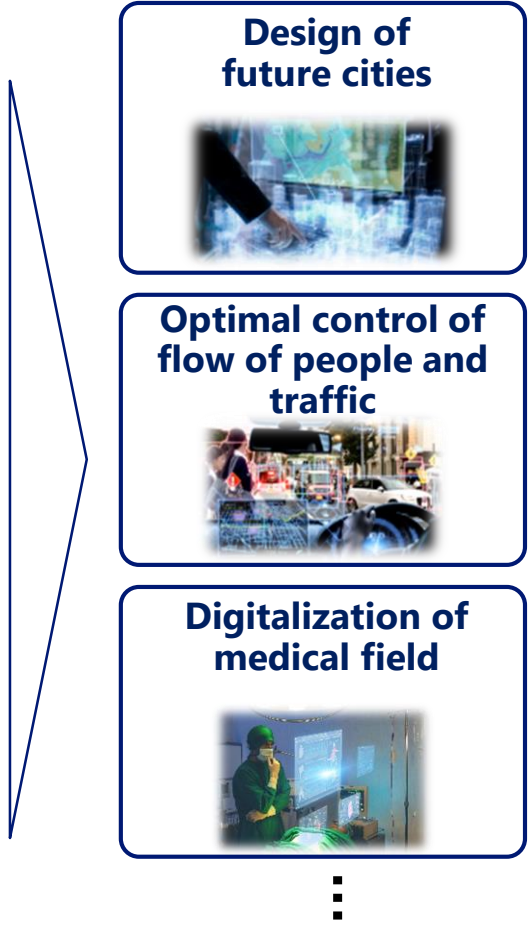 Design of
future cities
Optimal control of
flow of people and
traffic
Digitalization of
medical field